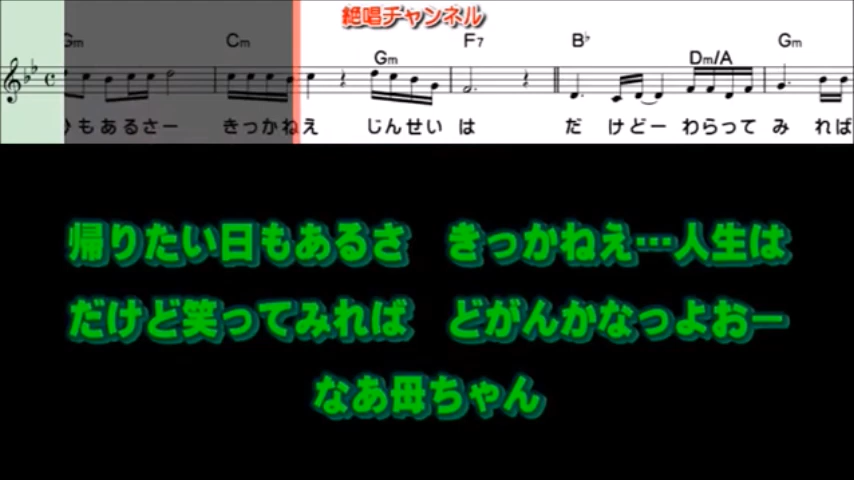 絶唱チャンネル
Gm Cm Gm F7 B♭ Dm/A Gm
もあるさー きっかねえ じんせい は だ けどー わらって み れば
帰りたい日もあるさ きっかねえ…人生は
だけど笑ってみれば どがんかなっよおー
なあ母ちゃん